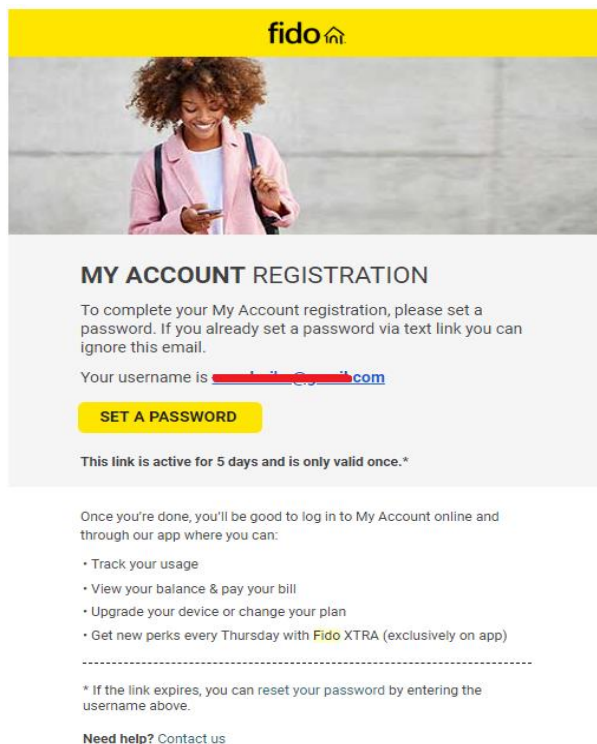 fido
MY ACCOUNT REGISTRATION
To complete your My Account registration, please set a
password. If you already set a password via text link you can
ignore this email.
Your username is .com
SET A PASSWORD
This link is active for 5 days and is only valid once.*
Once you're done, you'll be good to log in to My Account online and
through our app where you can:
• Track your usage
• View your balance & pay your bill
• Upgrade your device or change your plan
• Get new perks every Thursday with Fido XTRA (exclusively on app)
* If the link expires, you can reset your password by entering the
username above.
Need help? Contact us